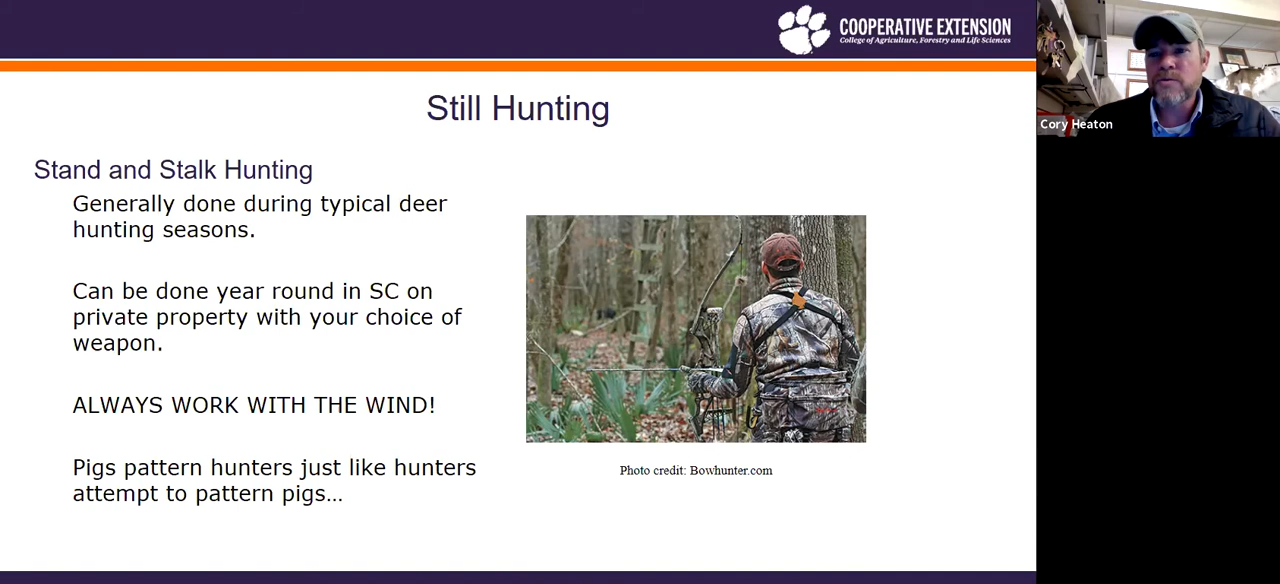 COOPERATIVE EXTENSION
College of Agriculture, Forestry and Life Sciences
Cory Heaton
Still Hunting
Stand and Stalk Hunting
Generally done during typical deer
hunting seasons.
Can be done year round in SC on
private property with your choice of
weapon.
ALWAYS WORK WITH THE WIND!
Pigs pattern hunters just like hunters
attempt to pattern pigs…
Photo credit: Bowhunter.com